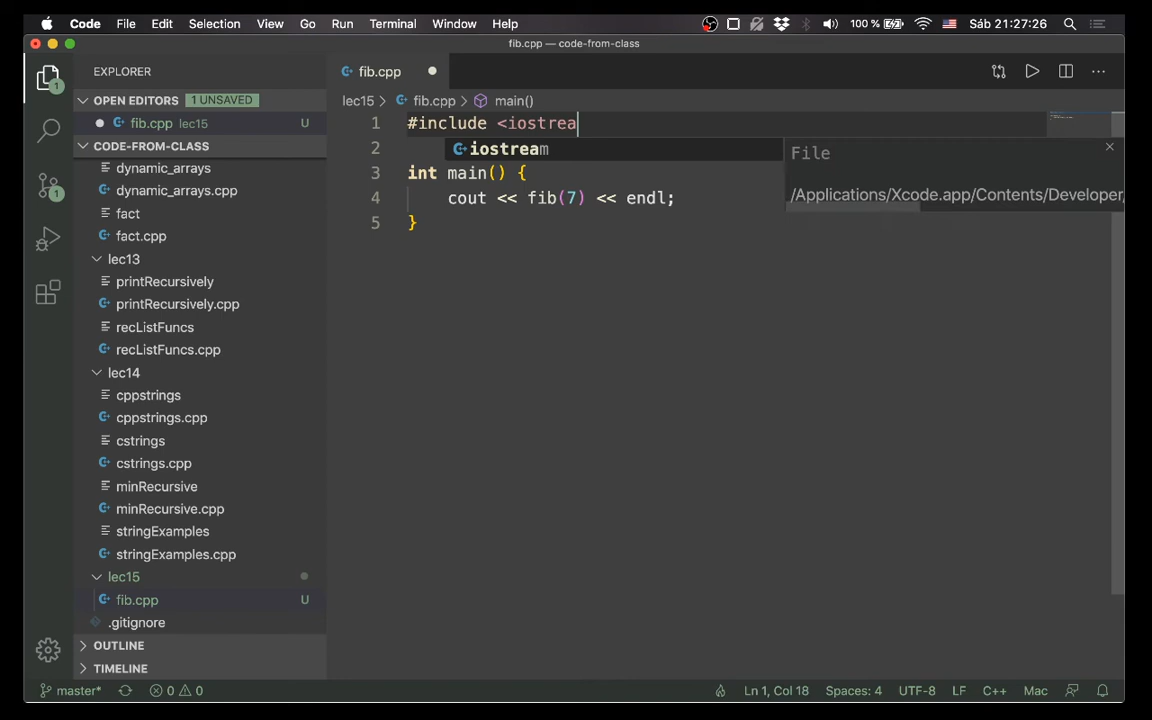 Code File Edit Selection View Go Run Terminal Window Help 100 % Sáb 21:27:26
fib.cpp — code-from-class
EXPLORER
fib.cpp
OPEN EDITORS 1 UNSAVED
lec15 > fib.cpp > main()
fib.cpp lec15 U
1 #include <iostrea
CODE-FROM-CLASS
iostream
File
2
dynamic_arrays
3 int main() {
dynamic_arrays.cpp
/Applications/Xcode.app/Contents/Developer/
4 cout << fib(7) << endl;
fact
5 }
fact.cpp
lec13
printRecursively
printRecursively.cpp
recListFuncs
recListFuncs.cpp
lec14
cppstrings
cppstrings.cpp
cstrings
cstrings.cpp
minRecursive
minRecursive.cpp
stringExamples
stringExamples.cpp
lec15
fib.cpp U
.gitignore
OUTLINE
TIMELINE
master* 0 0 Ln 1, Col 18 Spaces: 4 UTF-8 LF C++ Mac